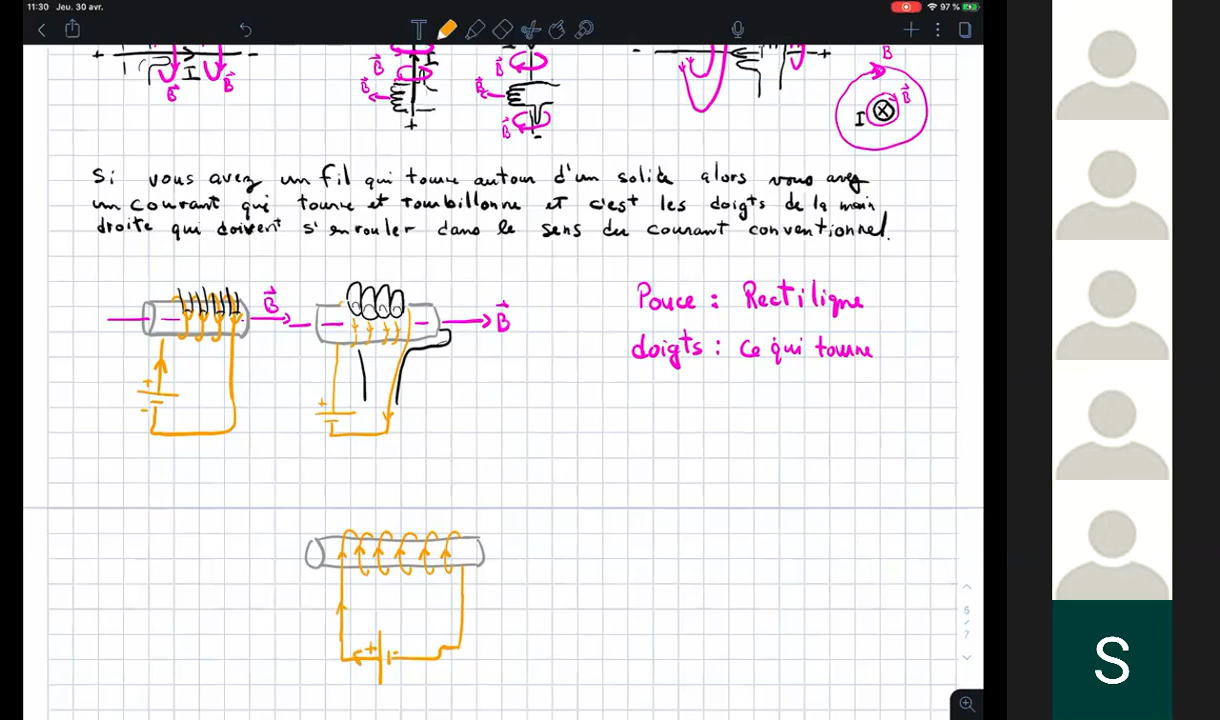 11:30 Jeu. 30 avr.
97 %
+ I - B⃗ B⃗
B⃗ I B⃗ +
B⃗ B⃗ B⃗ -
- +
B B⃗ I
Si vous avez un fil qui tourne autour d'un solide alors vous avez
un courant qui tourne et tourbillonne et c'est les doigts de la main
droite qui doivent s'enrouler dans le sens du courant conventionnel.
B⃗ B⃗
Pouce : Rectiligne
doigts : Ce qui tourne
+ -
+
+ -
6
/
7
S